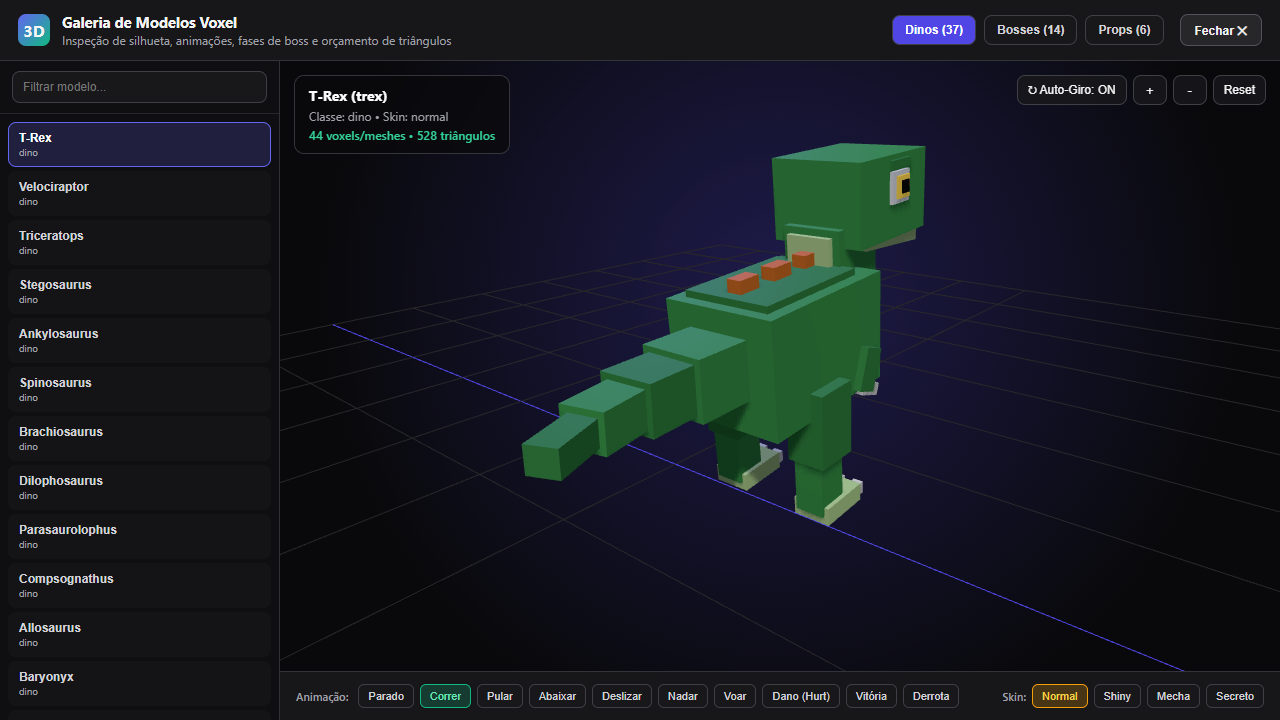 3D
Galeria de Modelos Voxel
Inspeção de silhueta, animações, fases de boss e orçamento de triângulos
Dinos (37)
Bosses (14)
Props (6)
Fechar ✕
Filtrar modelo...
T-Rex
dino
Velociraptor
dino
Triceratops
dino
Stegosaurus
dino
Ankylosaurus
dino
Spinosaurus
dino
Brachiosaurus
dino
Dilophosaurus
dino
Parasaurolophus
dino
Compsognathus
dino
Allosaurus
dino
Baryonyx
dino
T-Rex (trex)
Classe: dino • Skin: normal
44 voxels/meshes • 528 triângulos
↻ Auto-Giro: ON
+
-
Reset
Animação:
Parado
Correr
Pular
Abaixar
Deslizar
Nadar
Voar
Dano (Hurt)
Vitória
Derrota
Skin:
Normal
Shiny
Mecha
Secreto